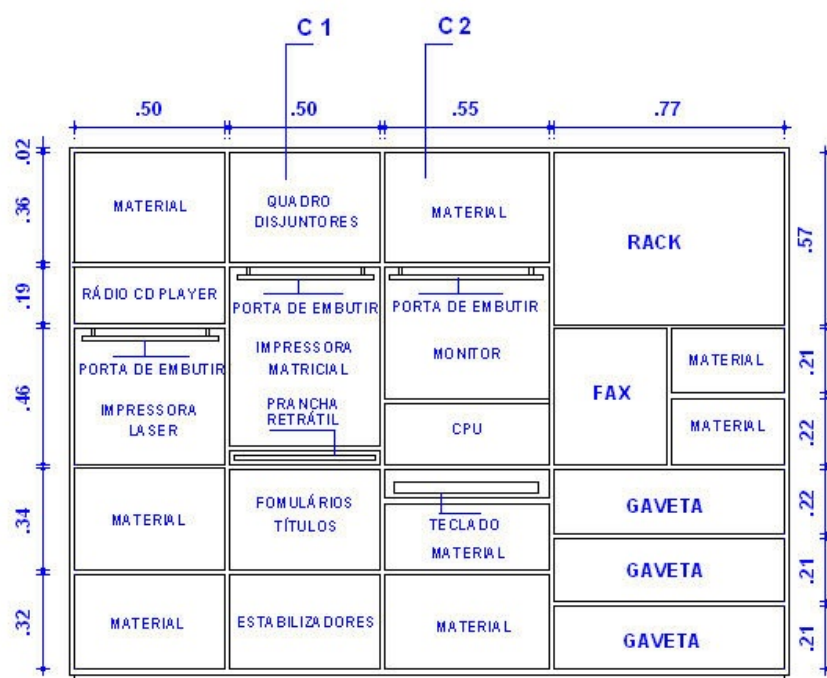 C 1
C 2
.50
.50
.55
.77
.02
.36
.19
.46
.34
.32
MATERIAL
QUADRO
DISJUNTORES
MATERIAL
RACK
.57
RÁDIO CD PLAYER
PORTA DE EMBUTIR
PORTA DE EMBUTIR
PORTA DE EMBUTIR
IMPRESSORA
MATRICIAL
MONITOR
FAX
MATERIAL
.21
IMPRESSORA
LASER
PRANCHA
RETRÁTIL
CPU
MATERIAL
.22
MATERIAL
FOMULÁRIOS
TÍTULOS
TECLADO
MATERIAL
GAVETA
.22
GAVETA
.21
MATERIAL
ESTABILIZADORES
MATERIAL
GAVETA
.21